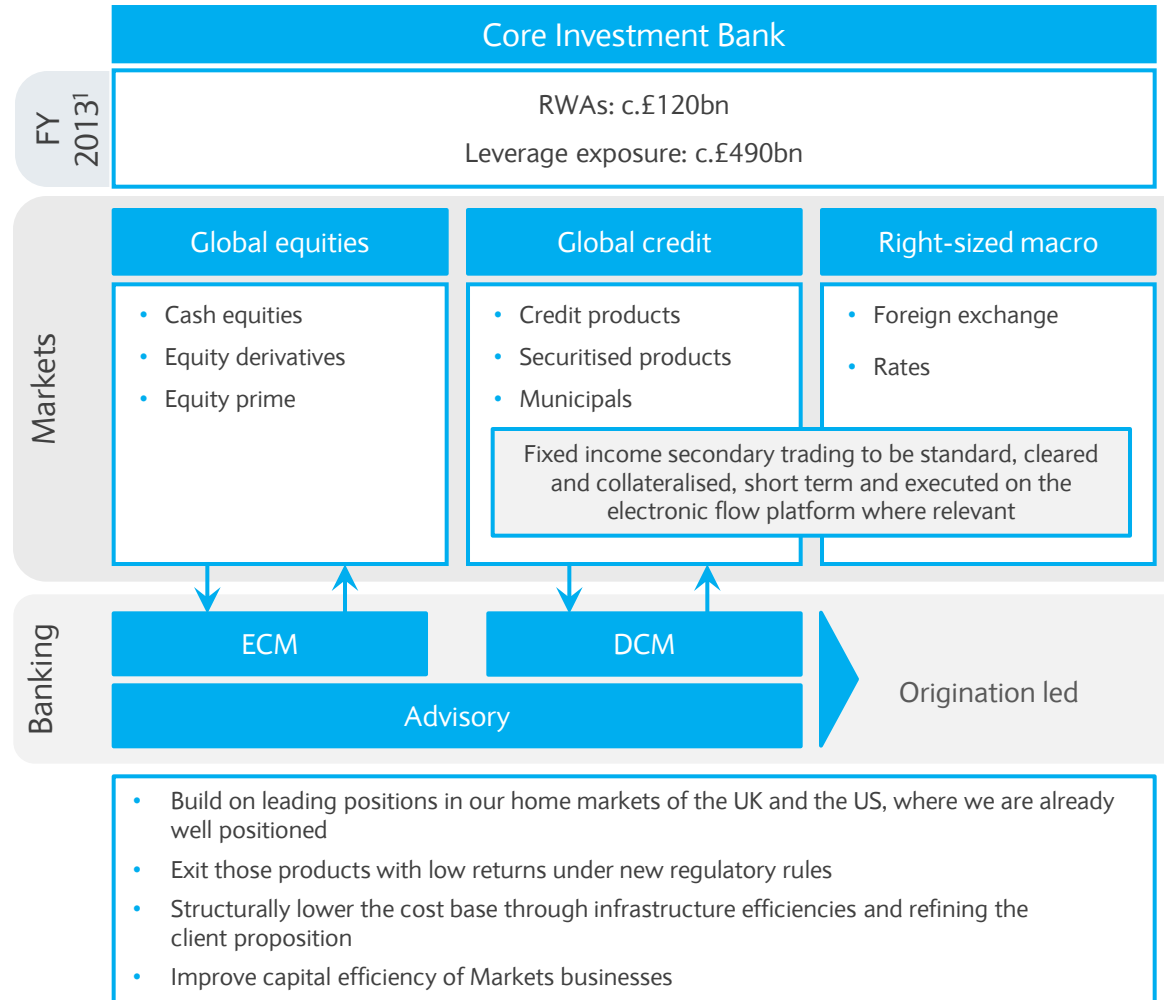 Core Investment Bank
FY
2013¹
RWAs: c.£120bn
Leverage exposure: c.£490bn
Markets
Global equities
• Cash equities
• Equity derivatives
• Equity prime
Global credit
• Credit products
• Securitised products
• Municipals
Right-sized macro
• Foreign exchange
• Rates
Fixed income secondary trading to be standard, cleared
and collateralised, short term and executed on the
electronic flow platform where relevant
Banking
ECM
DCM
Advisory
Origination led
• Build on leading positions in our home markets of the UK and the US, where we are already
well positioned
• Exit those products with low returns under new regulatory rules
• Structurally lower the cost base through infrastructure efficiencies and refining the
client proposition
• Improve capital efficiency of Markets businesses